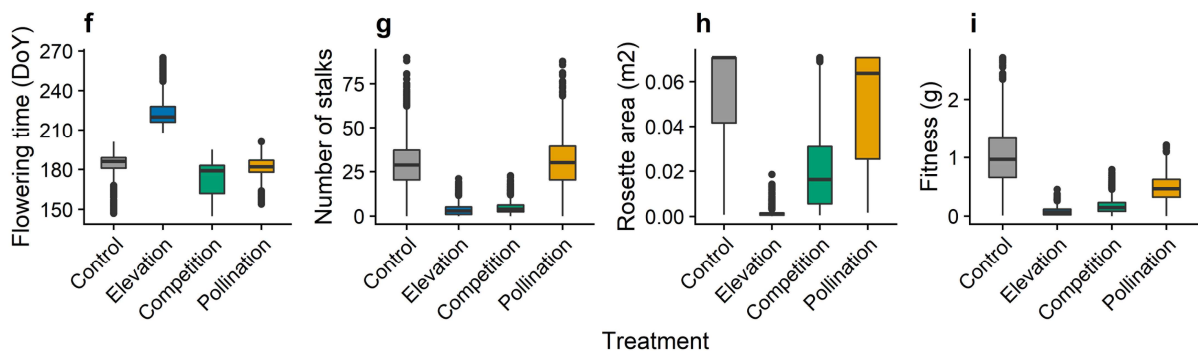 f
Flowering time (DoY)
270
240
210
180
150
Control
Elevation
Competition
Pollination
g
Number of stalks
75
50
25
0
Control
Elevation
Competition
Pollination
h
Rosette area (m2)
0.06
0.04
0.02
0.00
Control
Elevation
Competition
Pollination
i
Fitness (g)
2
1
0
Control
Elevation
Competition
Pollination
Treatment